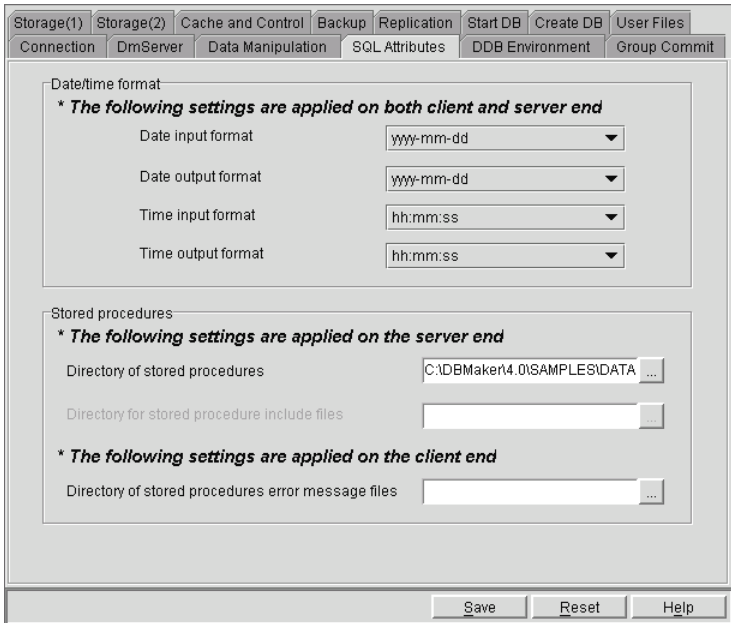 Storage(1) Storage(2) Cache and Control Backup Replication Start DB Create DB User Files
Connection DmServer Data Manipulation SQL Attributes DDB Environment Group Commit
Date/time format
* The following settings are applied on both client and server end
Date input format yyyy-mm-dd
Date output format yyyy-mm-dd
Time input format hh:mm:ss
Time output format hh:mm:ss
Stored procedures
* The following settings are applied on the server end
Directory of stored procedures C:\DBMaker\4.0\SAMPLES\DATA ...
Directory for stored procedure include files ...
* The following settings are applied on the client end
Directory of stored procedures error message files ...
Save Reset Help